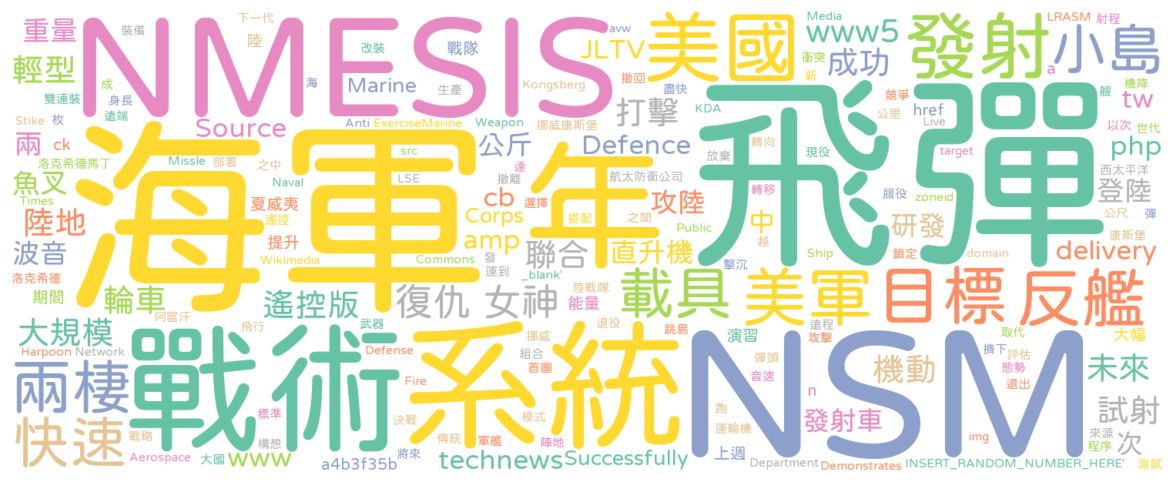 重量 裝備 下一代 陸 改裝 戰隊 avw JLTV 美國 Media www5 衝突 新 發射 LRASM 射程 a 小島
NMESIS
輕型 雙連裝 成 身長 遠端 枚 海 Marine 生產 Kongsberg 撤回 盡快 打擊 KDA 成功 競爭 公里 href Live 艘 槍降 tw
兩 ck Source Anti ExerciseMarine Weapon 挪威康斯堡 轉向 現役 以次 世代 php
洛克希德馬丁 Missle 部署 之中 src 公斤 達 Defence 放棄 target
魚叉 Times Naval LSE 撤離 航太防衛公司 轉移 服役 zoneid 西太平洋 登陸
海軍 年 飛彈
陸地 夏威夷 遙控 cb 選擇 搭配 之間 攻陸 Public 中 越 研發 公尺 彈
波音 提升 Wikimedia Corps amp Commons 發 聯合 直升機 擊沉 Ship 鎖定 domain 康斯堡 delivery
洛克希德 期間 輪車 阿富汗 遙控版 運到 _blank' 復仇 女神 陸戰隊 能量 載具 美軍 目標 反艦
大規模 飛行 武器 挪威 退役 跳島 演習 遠程 攻擊 取代 大幅
Harpoon Network Defense 組合 首圖 彈頭 擠下 評估 態勢 未來
戰術 系統 NSM
兩棲 Fire 音速 機動 退出
快速 標準 決戰 模式 n 發射車 試射
戰略 構想 傳統 軍艦 陣地 跑 運輸機 img 來源 程序 次
Aerospace 大國 www 將來 a4b3f35b technews Successfully 上週 Department Demonstrates INSERT_RANDOM_NUMBER_HERE' 測試